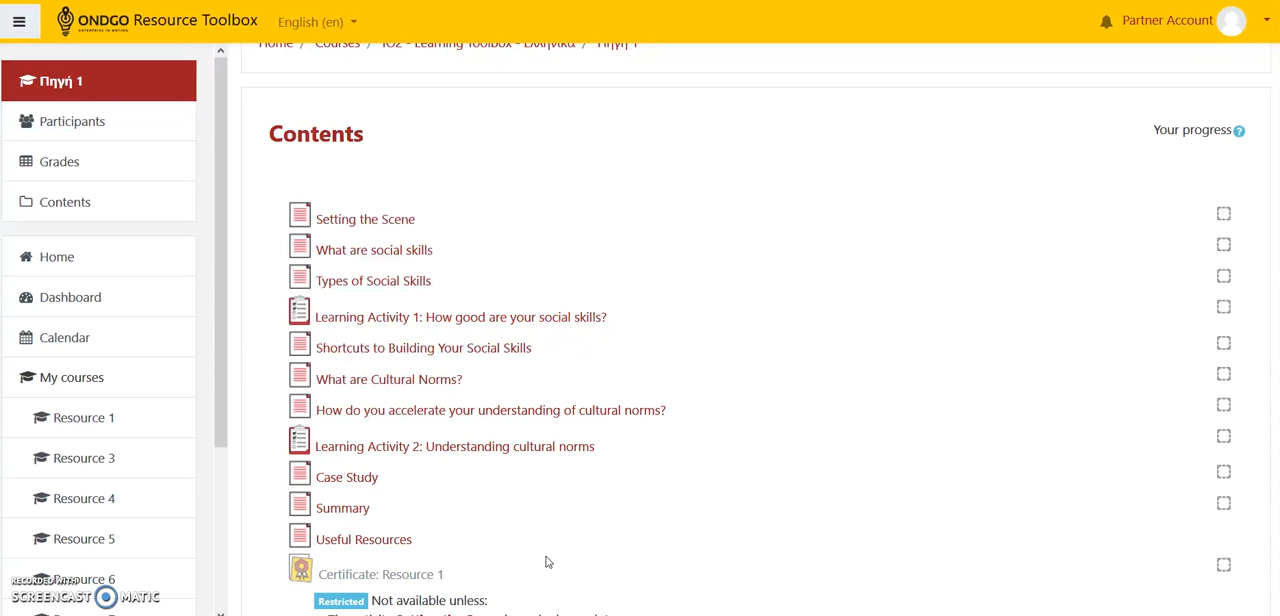 ONDGO Resource Toolbox
ENTERPRISE IN MOTION
English (en)
Partner Account
Home / Courses / IO2 - Learning Toolbox - Ελληνικά / Πηγή 1
Πηγή 1
Participants
Grades
Contents
Home
Dashboard
Calendar
My courses
Resource 1
Resource 3
Resource 4
Resource 5
Resource 6
RECORDED WITH
SCREENCAST MATIC
Contents
Your progress
Setting the Scene
What are social skills
Types of Social Skills
Learning Activity 1: How good are your social skills?
Shortcuts to Building Your Social Skills
What are Cultural Norms?
How do you accelerate your understanding of cultural norms?
Learning Activity 2: Understanding cultural norms
Case Study
Summary
Useful Resources
Certificate: Resource 1
Restricted Not available unless: